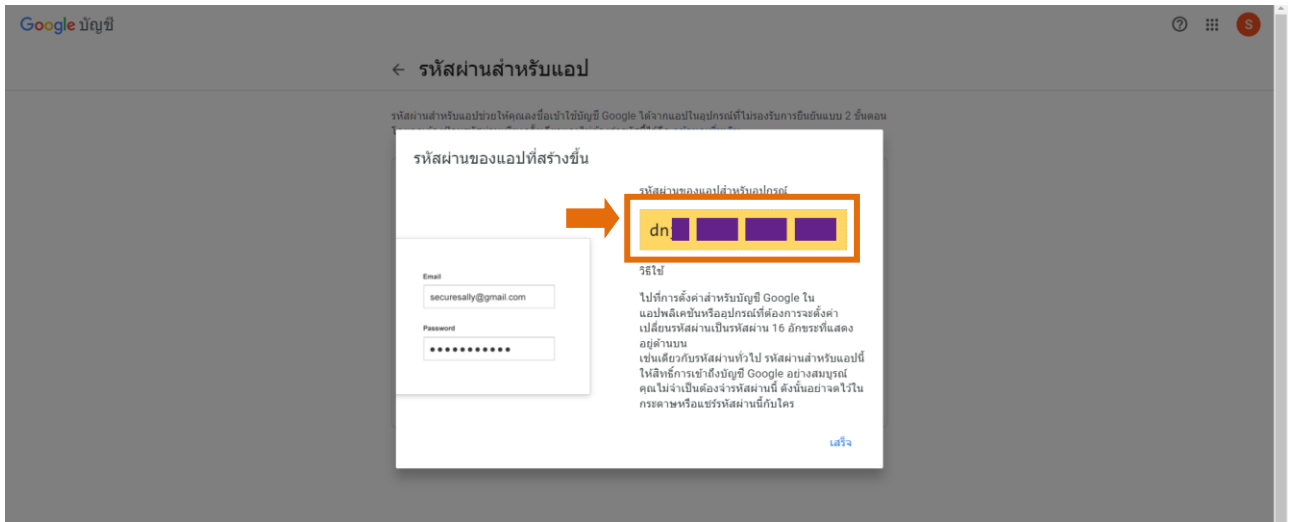 Google บัญชี
S
รหัสผ่านสำหรับแอป
รหัสผ่านสำหรับแอปช่วยให้คุณลงชื่อเข้าใช้บัญชี Google ได้จากแอปในอุปกรณ์ที่ไม่รองรับการยืนยันแบบ 2 ขั้นตอน
รหัสผ่านของแอปที่สร้างขึ้น
รหัสผ่านของแอปสำหรับอุปกรณ์
dn
Email
securesally@gmail.com
Password
วิธีใช้
ไปที่การตั้งค่าสำหรับบัญชี Google ใน
แอปพลิเคชันหรืออุปกรณ์ที่ต้องการจะตั้งค่า
เปลี่ยนรหัสผ่านเป็นรหัสผ่าน 16 อักขระที่แสดง
อยู่ด้านบน
เช่นเดียวกับรหัสผ่านทั่วไป รหัสผ่านสำหรับแอปนี้
ให้สิทธิ์การเข้าถึงบัญชี Google อย่างสมบูรณ์
คุณไม่จำเป็นต้องจำรหัสผ่านนี้ ดังนั้นอย่าจดไว้ใน
กระดาษหรือแชร์รหัสผ่านนี้กับใคร
เสร็จ